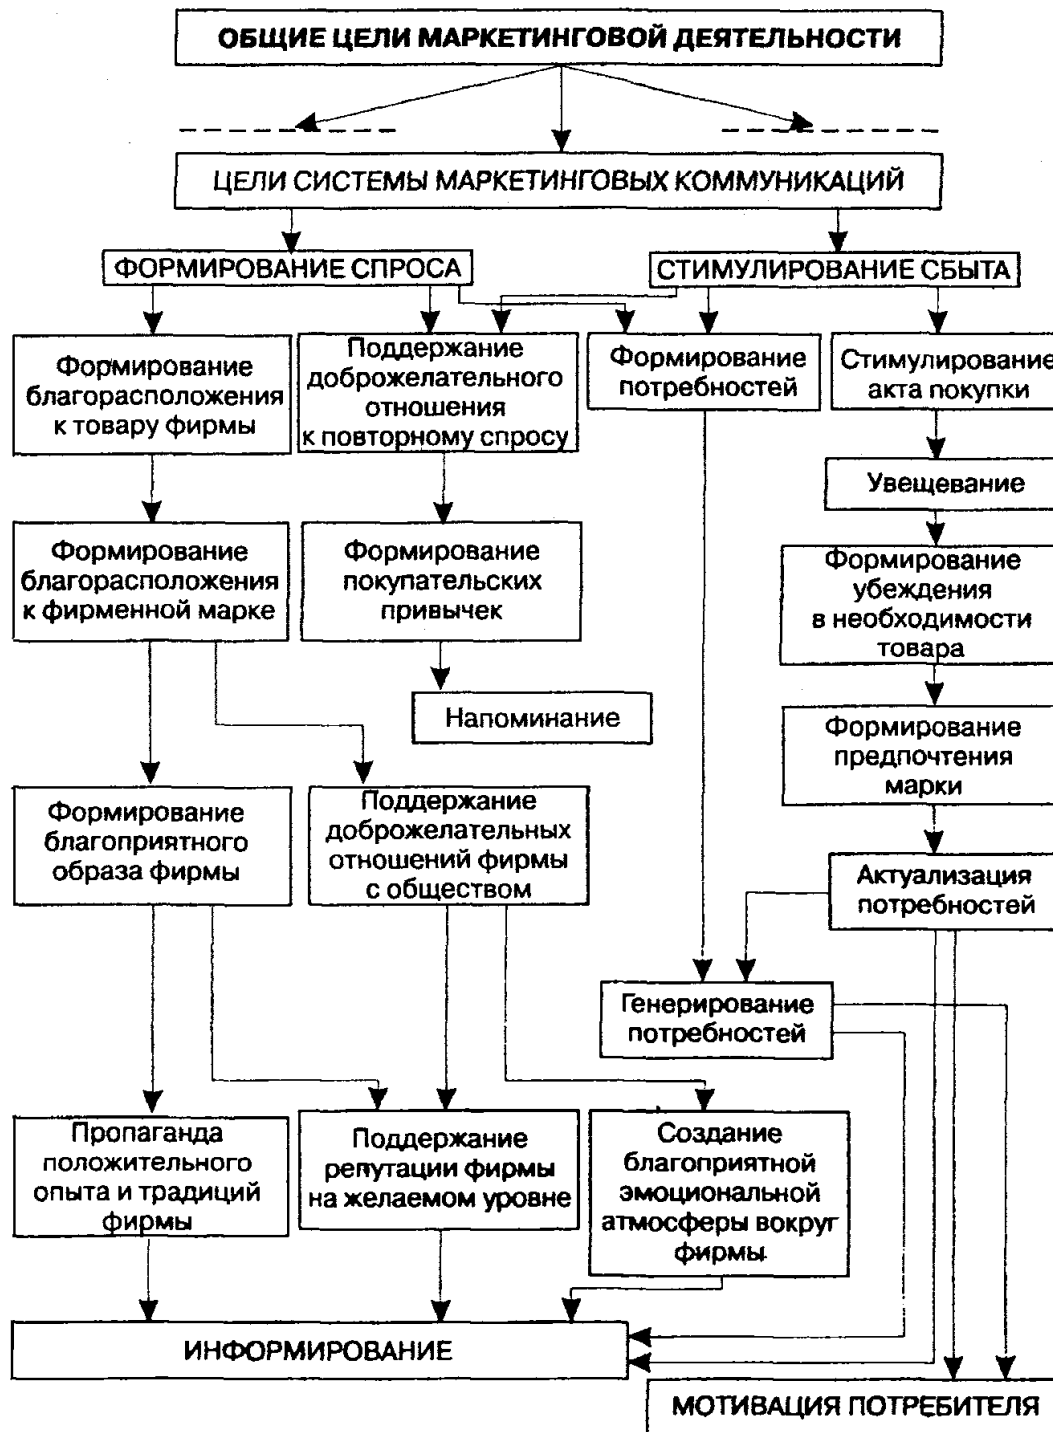 ОБЩИЕ ЦЕЛИ МАРКЕТИНГОВОЙ ДЕЯТЕЛЬНОСТИ
ЦЕЛИ СИСТЕМЫ МАРКЕТИНГОВЫХ КОММУНИКАЦИЙ
ФОРМИРОВАНИЕ СПРОСА
СТИМУЛИРОВАНИЕ СБЫТА
Формирование
благорасположения
к товару фирмы
Поддержание
доброжелательного
отношения
к повторному спросу
Формирование
потребностей
Стимулирование
акта покупки
Увещевание
Формирование
благорасположения
к фирменной марке
Формирование
покупательских
привычек
Формирование
убеждения
в необходимости
товара
Напоминание
Формирование
предпочтения
марки
Формирование
благоприятного
образа фирмы
Поддержание
доброжелательных
отношений фирмы
с обществом
Актуализация
потребностей
Генерирование
потребностей
Пропаганда
положительного
опыта и традиций
фирмы
Поддержание
репутации фирмы
на желаемом уровне
Создание
благоприятной
эмоциональной
атмосферы вокруг
фирмы
ИНФОРМИРОВАНИЕ
МОТИВАЦИЯ ПОТРЕБИТЕЛЯ